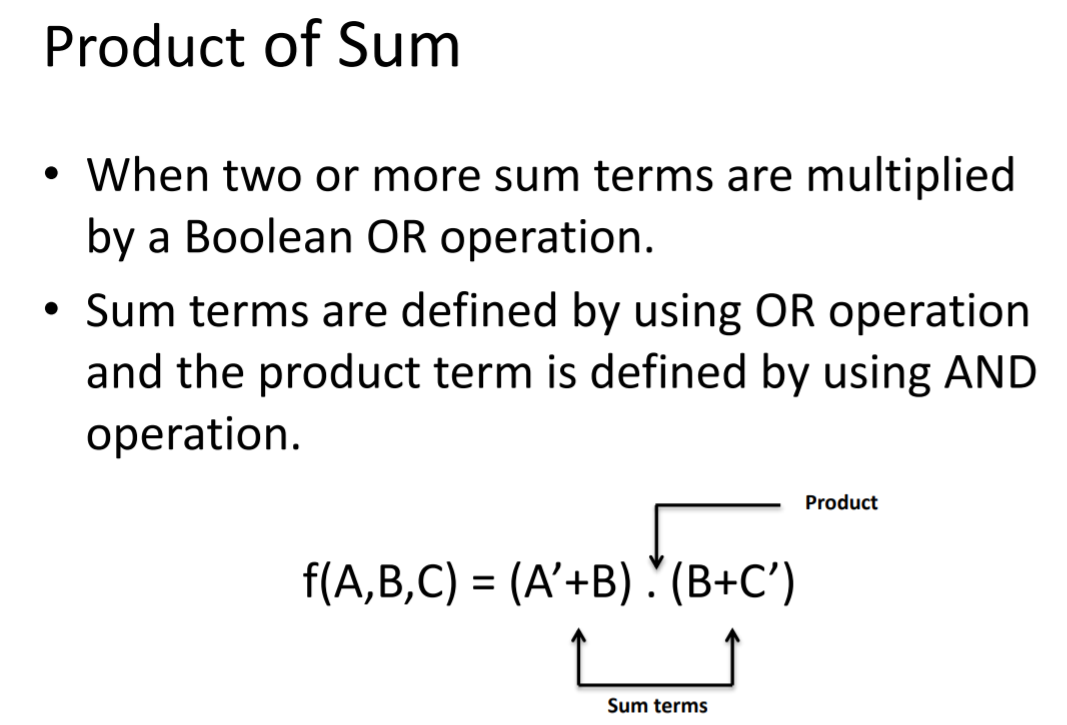 Product of Sum
• When two or more sum terms are multiplied
by a Boolean OR operation.
• Sum terms are defined by using OR operation
and the product term is defined by using AND
operation.
Product
f(A,B,C) = (A’+B) . (B+C’)
Sum terms